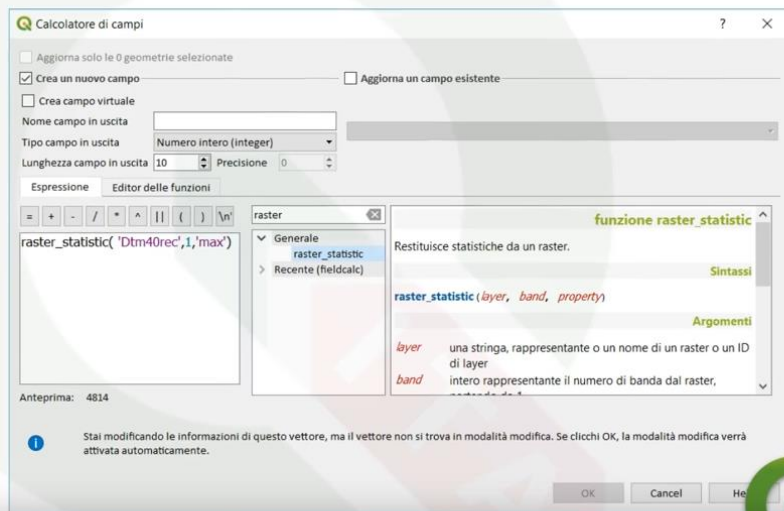 Calcolatore di campi
? ×
Aggiorna solo le 0 geometrie selezionate
Crea un nuovo campo
Aggiorna un campo esistente
Crea campo virtuale
Nome campo in uscita
Tipo campo in uscita Numero intero (integer)
Lunghezza campo in uscita 10 Precisione 0
Espressione Editor delle funzioni
= + - / * ^ || ( ) '\n'
raster
raster_statistic( 'Dtm40rec',1,'max')
Generale
raster_statistic
Recente (fieldcalc)
funzione raster_statistic
Restituisce statistiche da un raster.
Sintassi
raster_statistic(layer, band, property)
Argomenti
layer una stringa, rappresentante o un nome di un raster o un ID
di layer
band intero rappresentante il numero di banda dal raster,
Anteprima: 4814
Stai modificando le informazioni di questo vettore, ma il vettore non si trova in modalità modifica. Se clicchi OK, la modalità modifica verrà
attivata automaticamente.
OK Cancel